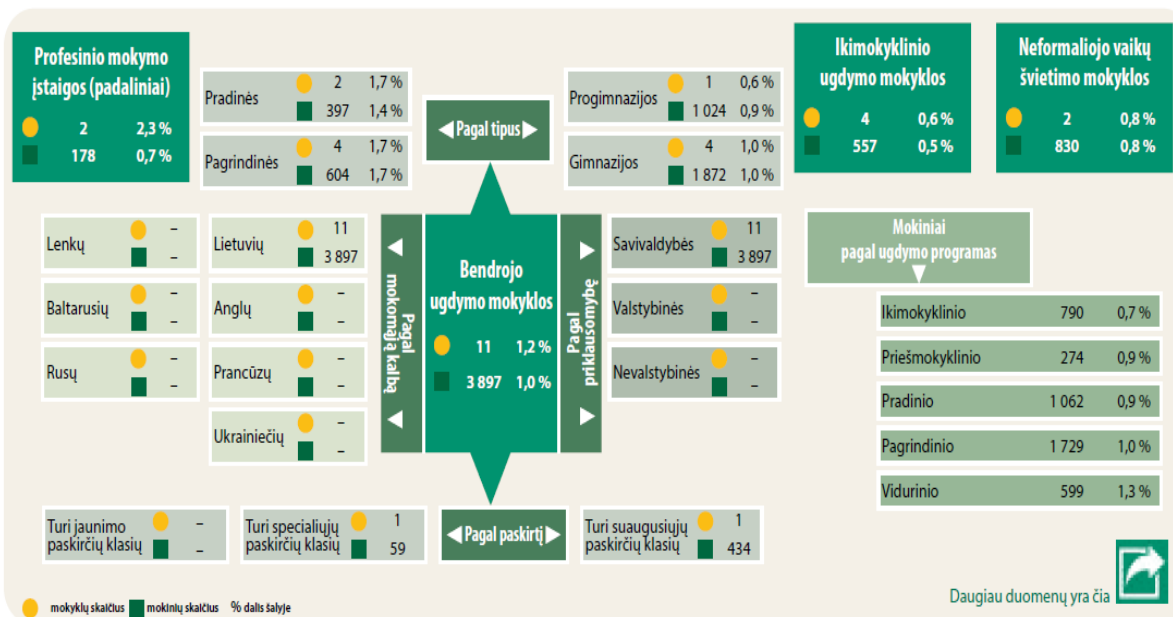 Profesinio mokymo
įstaigos (padaliniai)
2 2,3 %
178 0,7 %
Pradinės
2 1,7 %
397 1,4 %
Pagrindinės
4 1,7 %
604 1,7 %
Pagal tipus
Progimnazijos
1 0,6 %
1 024 0,9 %
Gimnazijos
4 1,0 %
1 872 1,0 %
Ikimokyklinio
ugdymo mokyklos
4 0,6 %
557 0,5 %
Neformaliojo vaikų
švietimo mokyklos
2 0,8 %
830 0,8 %
Lenkų
–
–
Baltarusių
–
–
Rusų
–
–
Lietuvių
11
3 897
Anglų
–
–
Prancūzų
–
–
Ukrainiečių
–
–
Pagal
mokomąją kalbą
Bendrojo
ugdymo mokyklos
11 1,2 %
3 897 1,0 %
Pagal
priklausomybę
Savivaldybės
11
3 897
Valstybinės
–
–
Nevalstybinės
–
–
Mokiniai
pagal ugdymo programas
Ikimokyklinio 790 0,7 %
Priešmokyklinio 274 0,9 %
Pradinio 1 062 0,9 %
Pagrindinio 1 729 1,0 %
Vidurinio 599 1,3 %
Turi jaunimo
paskirčių klasių
–
–
Turi specialiųjų
paskirčių klasių
1
59
Pagal paskirtį
Turi suaugusiųjų
paskirčių klasių
1
434
mokyklų skaičius mokinių skaičius % dalis šalyje
Daugiau duomenų yra čia